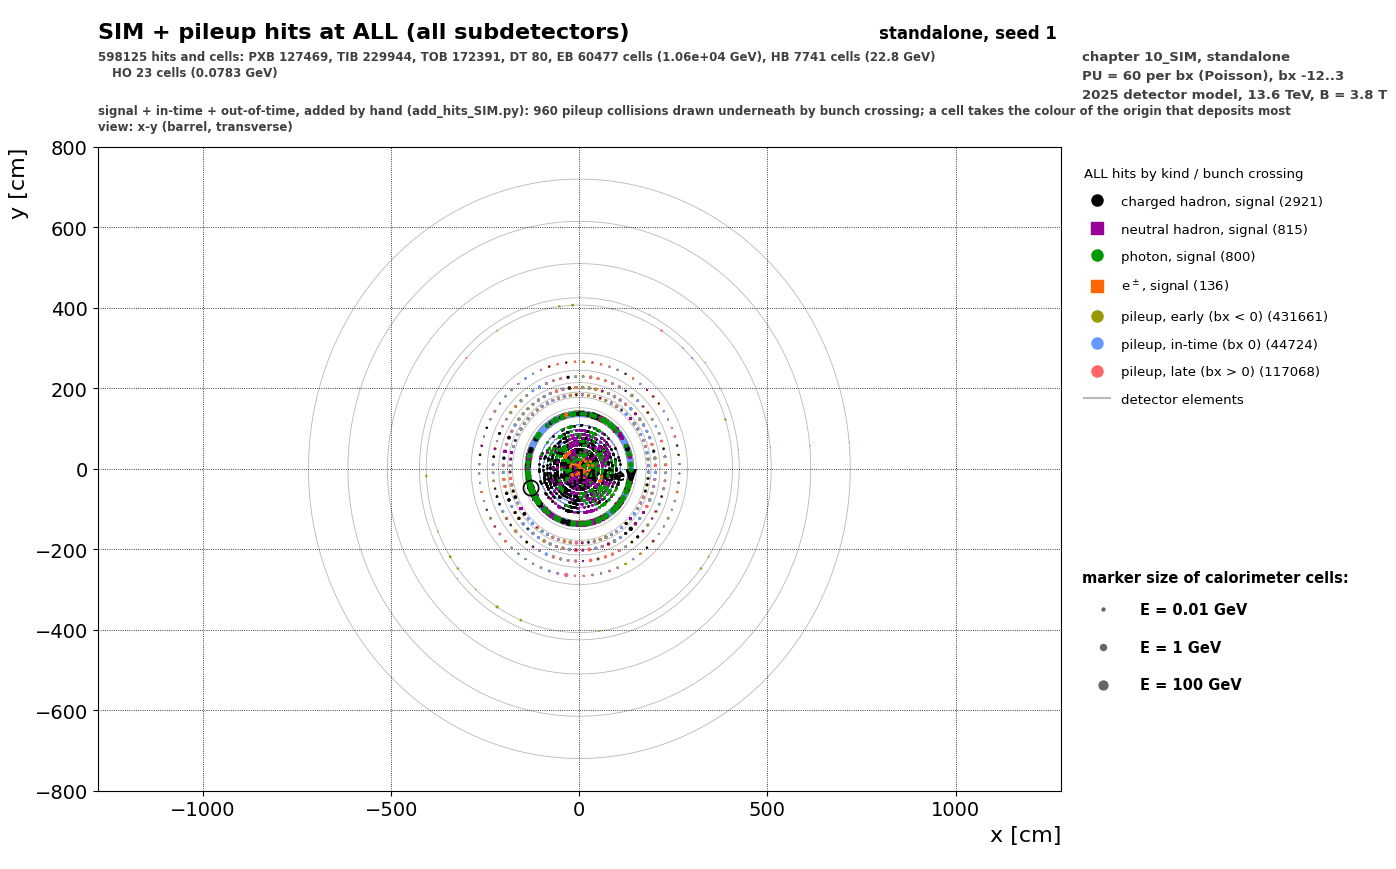 SIM + pileup hits at ALL (all subdetectors)
standalone, seed 1
598125 hits and cells: PXB 127469, TIB 229944, TOB 172391, DT 80, EB 60477 cells (1.06e+04 GeV), HB 7741 cells (22.8 GeV)
HO 23 cells (0.0783 GeV)
chapter 10_SIM, standalone
PU = 60 per bx (Poisson), bx -12..3
2025 detector model, 13.6 TeV, B = 3.8 T
signal + in-time + out-of-time, added by hand (add_hits_SIM.py): 960 pileup collisions drawn underneath by bunch crossing; a cell takes the colour of the origin that deposits most
view: x-y (barrel, transverse)
y [cm]
800
600
400
200
0
−200
−400
−600
−800
−1000
−500
0
500
1000
x [cm]
ALL hits by kind / bunch crossing
charged hadron, signal (2921)
neutral hadron, signal (815)
photon, signal (800)
e±, signal (136)
pileup, early (bx < 0) (431661)
pileup, in-time (bx 0) (44724)
pileup, late (bx > 0) (117068)
detector elements
marker size of calorimeter cells:
E = 0.01 GeV
E = 1 GeV
E = 100 GeV